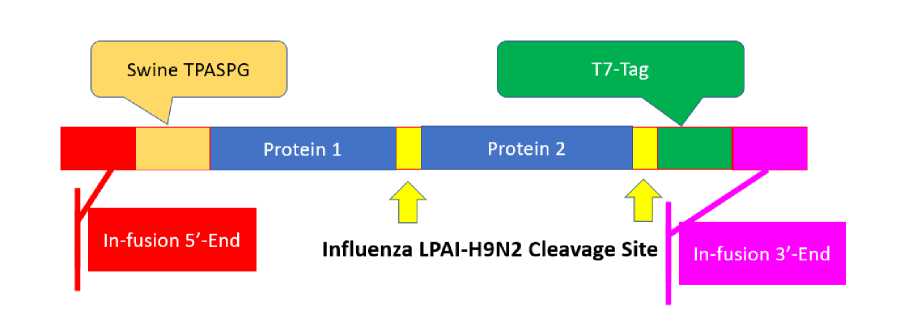 Swine TPASPG
T7-Tag
Protein 1
Protein 2
In-fusion 5’-End
Influenza LPAI-H9N2 Cleavage Site
In-fusion 3’-End